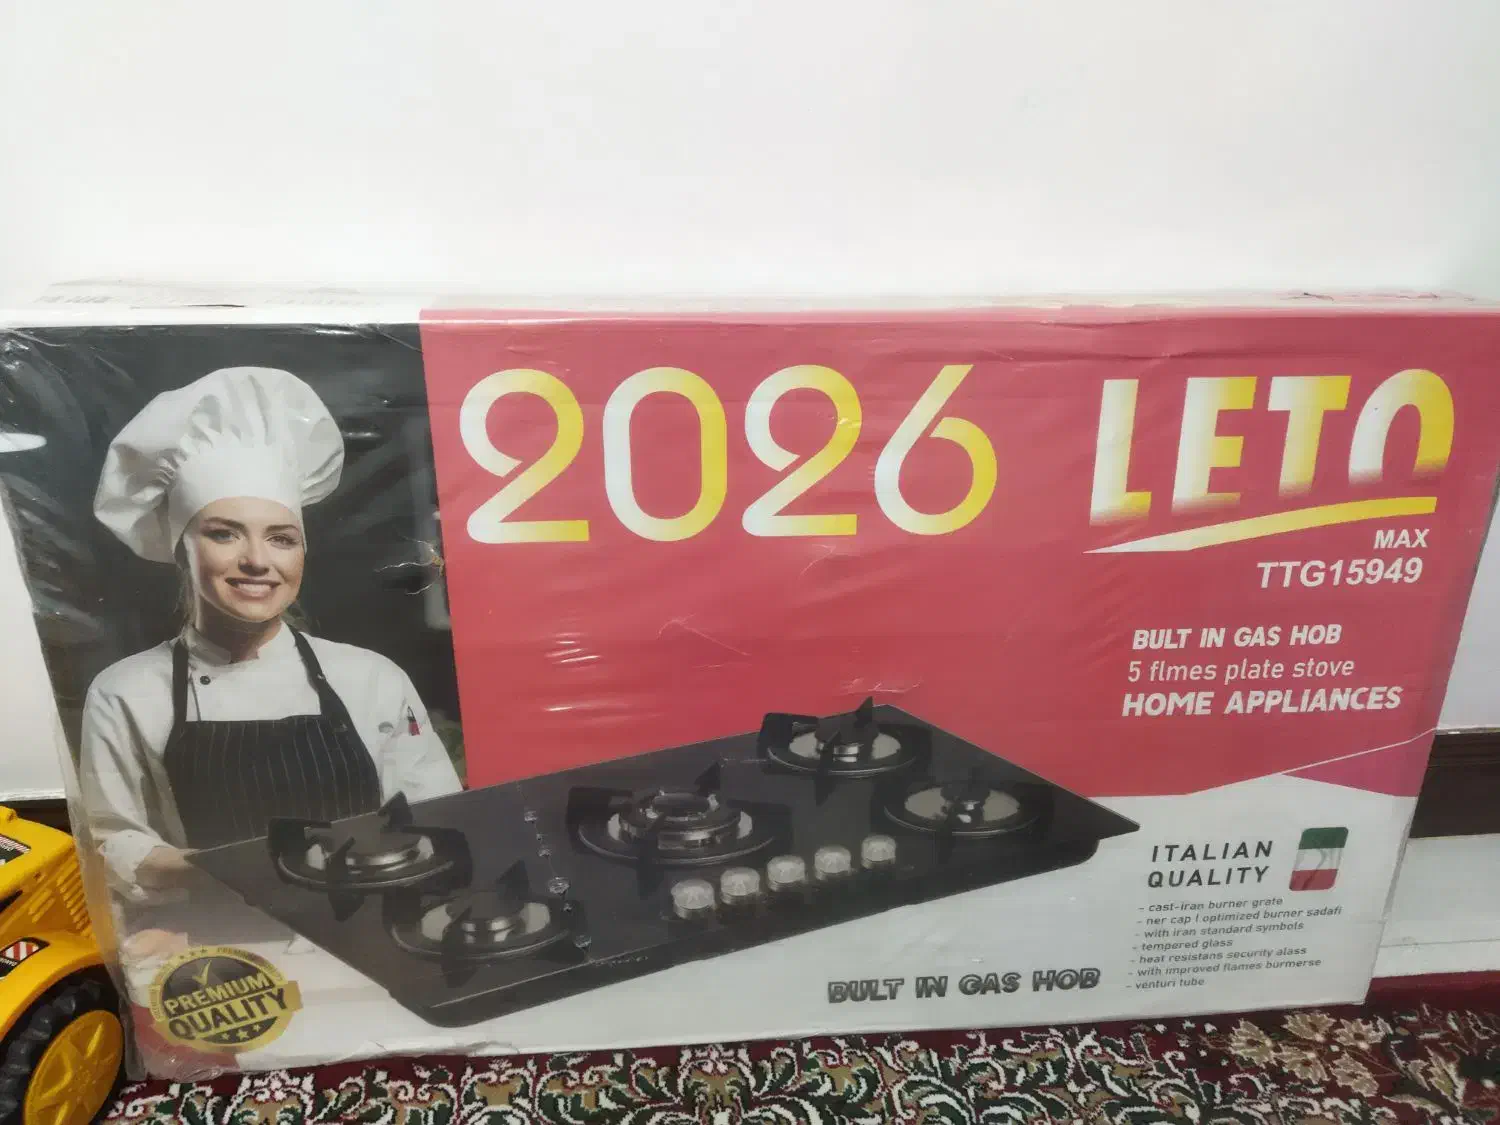 2026
LETO
MAX
TTG15949
BULT IN GAS HOB
5 flmes plate stove
HOME APPLIANCES
ITALIAN
QUALITY
- cast-iran burner grate
- ner cap l optimized burner sadafi
- with iran standard symbols
- tempered glass
- heat resistans security alass
- with improved flames burmerse
- venturi tube
BULT IN GAS HOB
PREMIUM
QUALITY